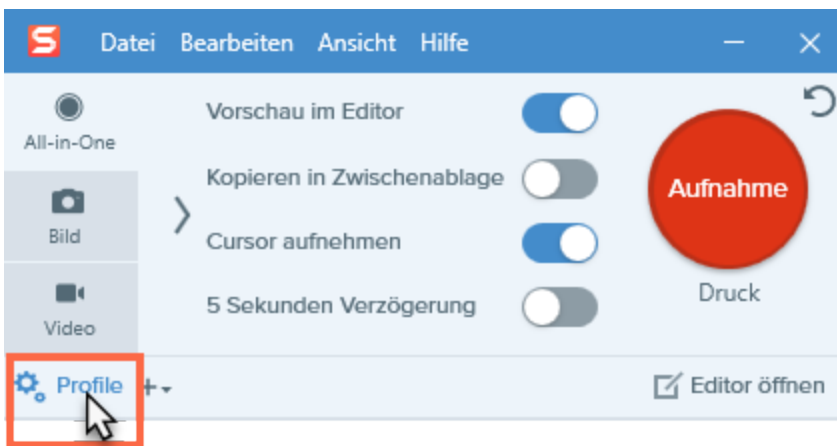 S Datei Bearbeiten Ansicht Hilfe
All-in-One
Bild
Video
Vorschau im Editor
Kopieren in Zwischenablage
Cursor aufnehmen
5 Sekunden Verzögerung
Aufnahme
Druck
Profile +
Editor öffnen